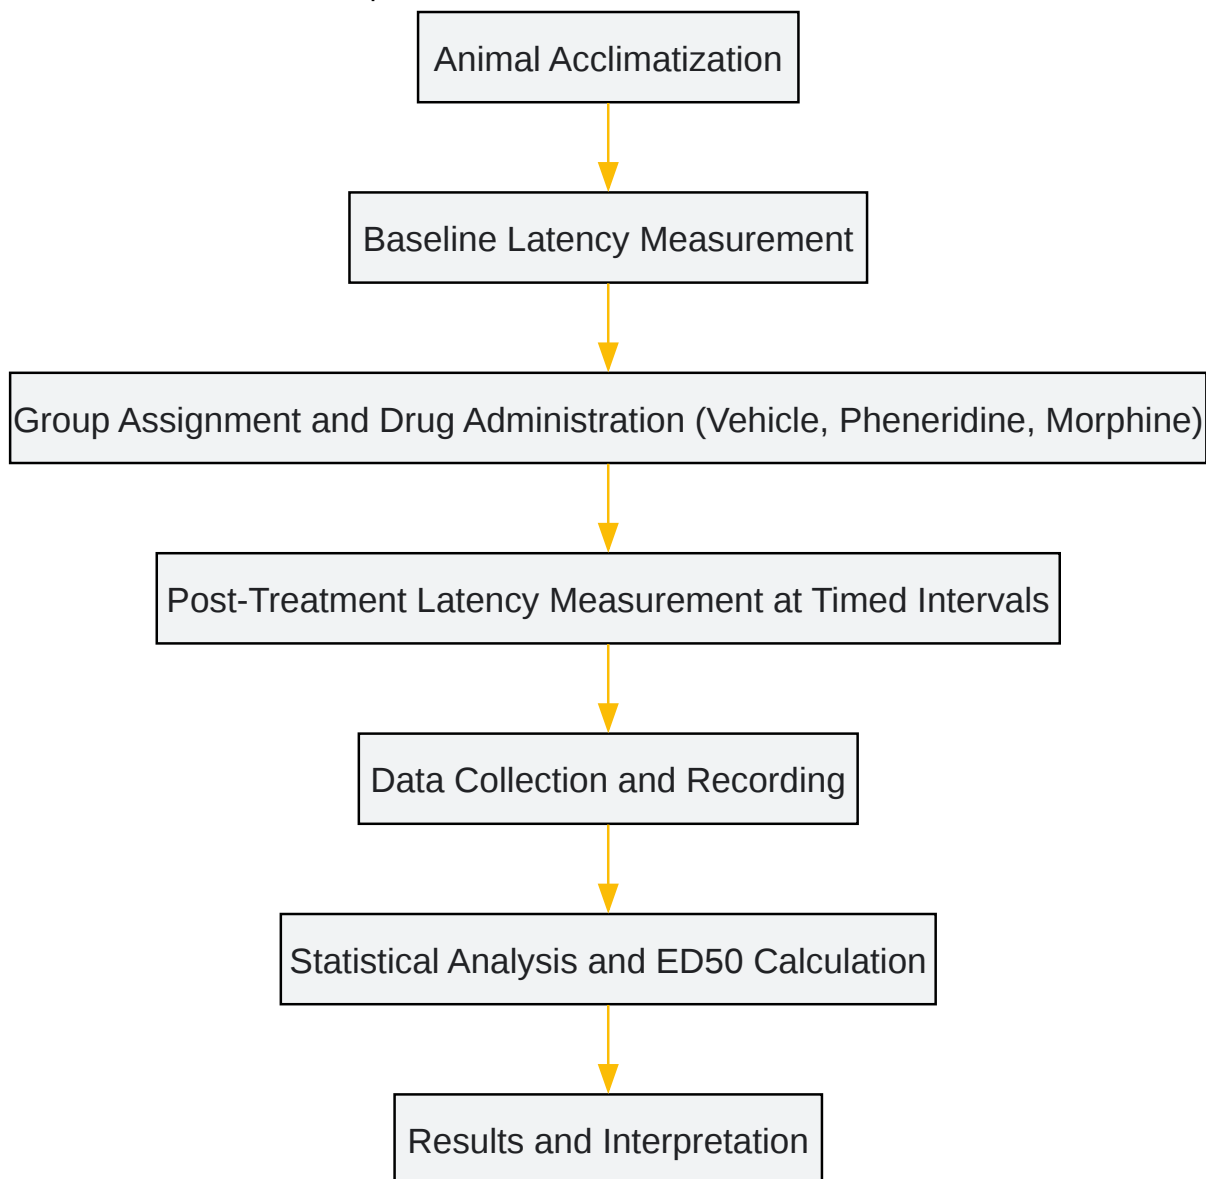 Animal Acclimatization
Baseline Latency Measurement
Group Assignment and Drug Administration (Vehicle, Pheneridine, Morphine)
Post-Treatment Latency Measurement at Timed Intervals
Data Collection and Recording
Statistical Analysis and ED50 Calculation
Results and Interpretation